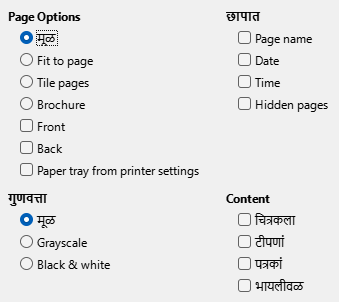 Page Options
मूळ
Fit to page
Tile pages
Brochure
Front
Back
Paper tray from printer settings
छापात
Page name
Date
Time
Hidden pages
गुणवत्ता
मूळ
Grayscale
Black & white
Content
चित्रकला
टीपणां
पत्रकां
भायलीवळ